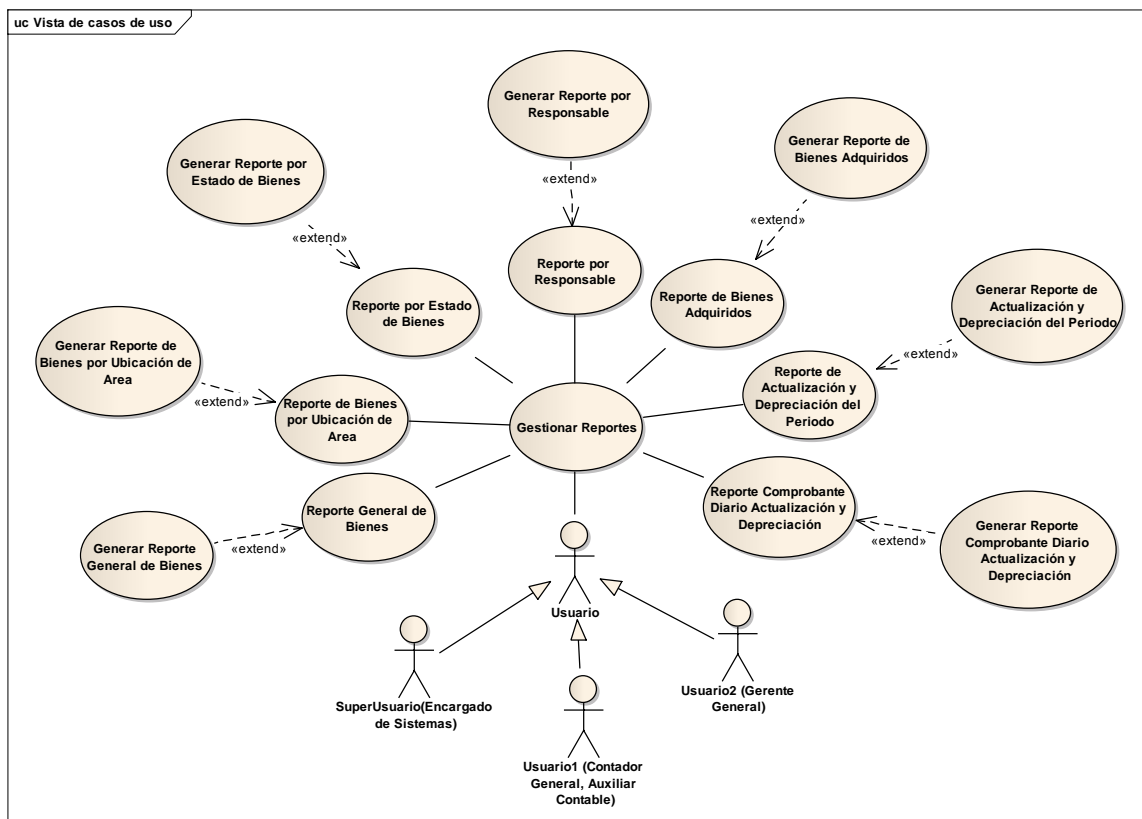 uc Vista de casos de uso
Generar Reporte por
Responsable
Generar Reporte de
Bienes Adquiridos
Generar Reporte por
Estado de Bienes
«extend»
«extend»
«extend»
Reporte por
Responsable
Reporte de Bienes
Adquiridos
Generar Reporte de
Actualización y
Depreciación del Periodo
Reporte por Estado
de Bienes
Generar Reporte de
Bienes por Ubicación de
Area
«extend»
«extend»
Reporte de
Actualización y
Depreciación del
Periodo
Reporte de Bienes
por Ubicación de
Area
Gestionar Reportes
Reporte General de
Bienes
Reporte Comprobante
Diario Actualización y
Depreciación
Generar Reporte
General de Bienes
«extend»
«extend»
Generar Reporte
Comprobante Diario
Actualización y
Depreciación
Usuario
SuperUsuario(Encargado
de Sistemas)
Usuario2 (Gerente
General)
Usuario1 (Contador
General, Auxiliar
Contable)